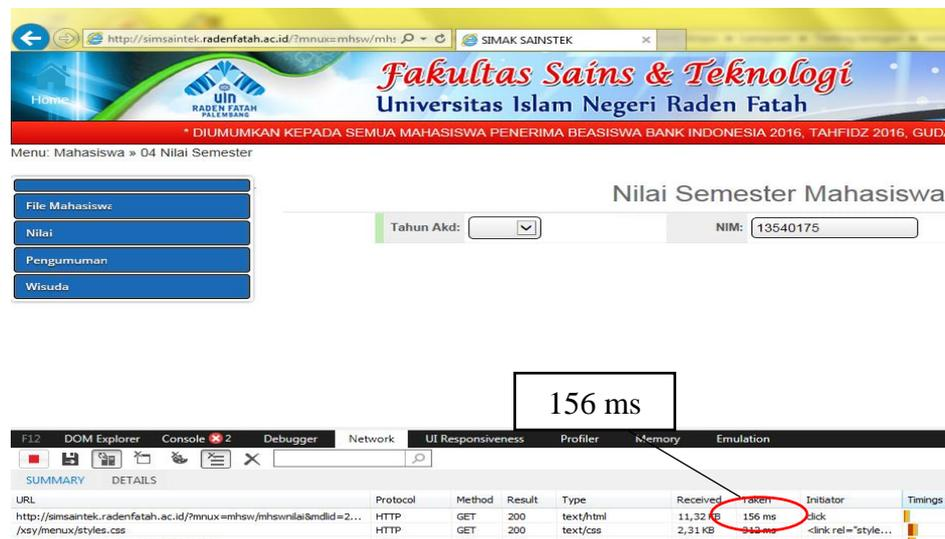 http://simsaintek.radenfatah.ac.id/?mnux=mhsw/mhs
SIMAK SAINSTEK
Home
UIN
RADEN FATAH
PALEMBANG
Fakultas Sains & Teknologi
Universitas Islam Negeri Raden Fatah
* DIUMUMKAN KEPADA SEMUA MAHASISWA PENERIMA BEASISWA BANK INDONESIA 2016, TAHFIDZ 2016, GUDA
Menu: Mahasiswa » 04 Nilai Semester
Nilai Semester Mahasiswa
File Mahasiswa
Nilai
Pengumuman
Wisuda
Tahun Akd:
NIM: 13540175
156 ms
F12 DOM Explorer Console 2 Debugger Network UI Responsiveness Profiler Memory Emulation
SUMMARY DETAILS
URL Protocol Method Result Type Received Taken Initiator Timings
http://simsaintek.radenfatah.ac.id/?mnux=mhsw/mhswnilai&mdlid=2... HTTP GET 200 text/html 11,32 KB 156 ms click
/xsy/menux/styles.css HTTP GET 200 text/css 2,31 KB 312 ms <link rel="style...